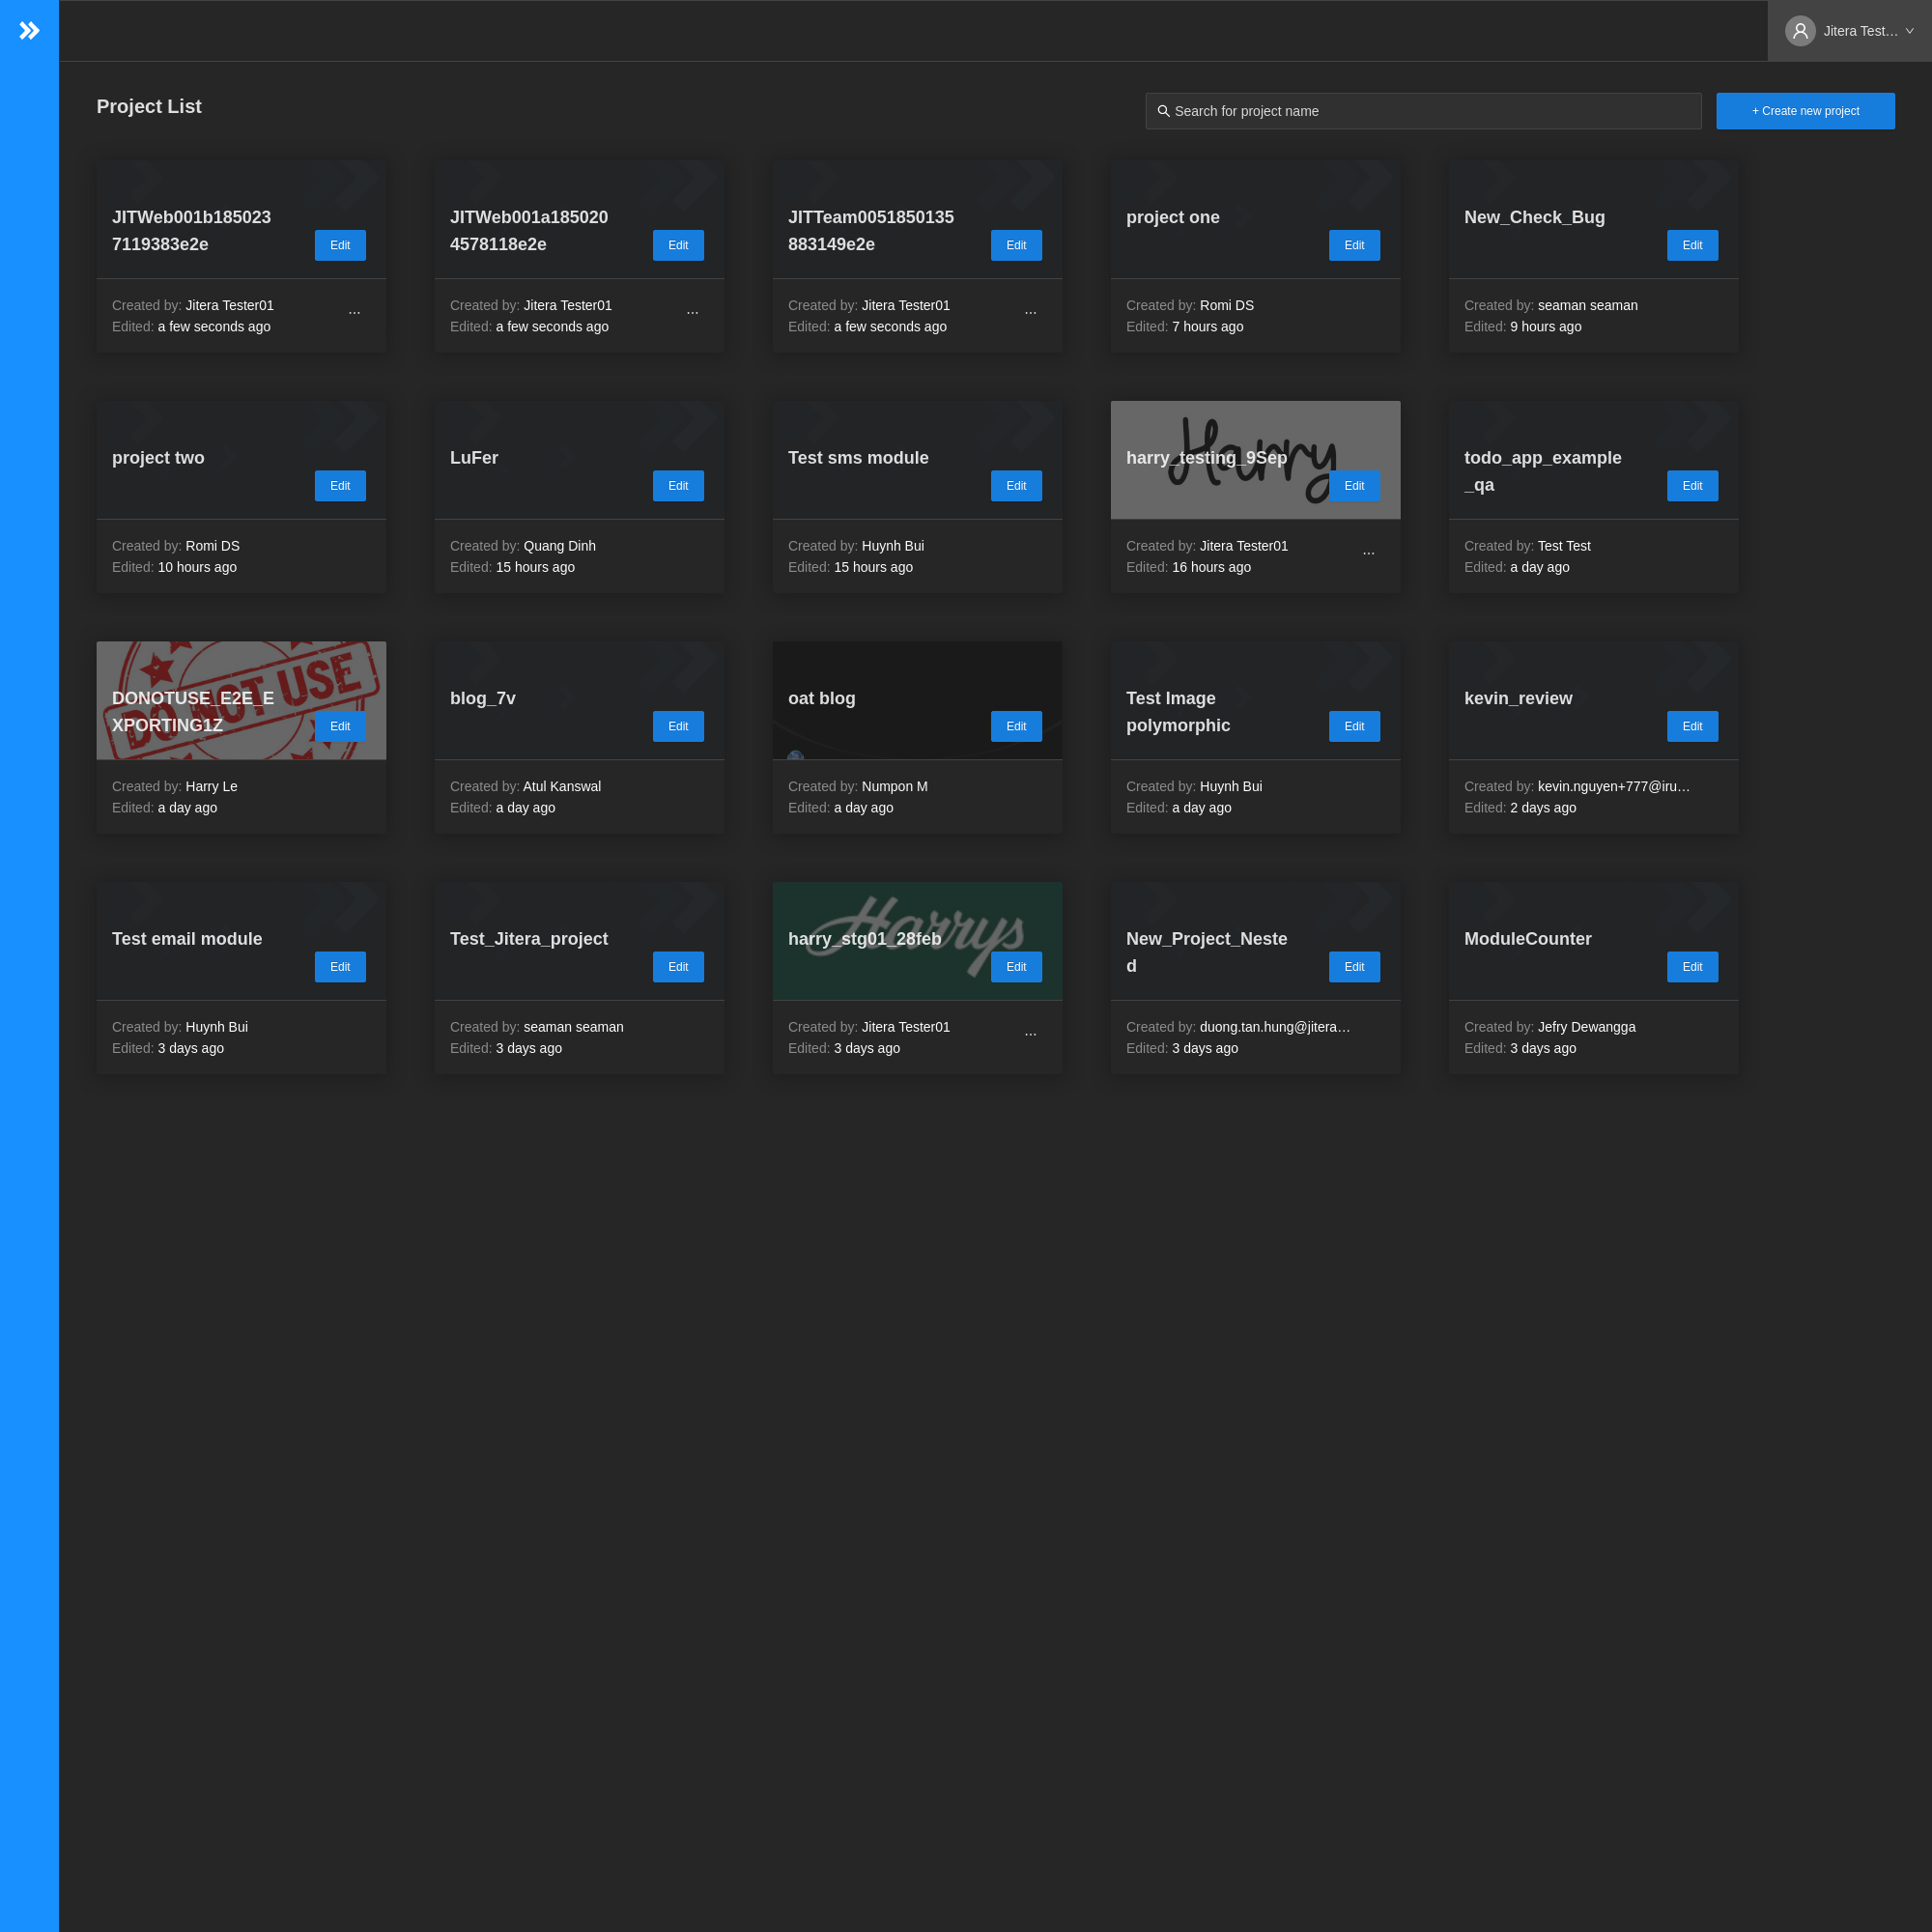 Jitera Test…
Project List
Search for project name
+ Create new project
JITWeb001b185023
7119383e2e
Edit
Created by: Jitera Tester01
Edited: a few seconds ago
...
JITWeb001a185020
4578118e2e
Edit
Created by: Jitera Tester01
Edited: a few seconds ago
...
JITTeam0051850135
883149e2e
Edit
Created by: Jitera Tester01
Edited: a few seconds ago
...
project one
Edit
Created by: Romi DS
Edited: 7 hours ago
New_Check_Bug
Edit
Created by: seaman seaman
Edited: 9 hours ago
project two
Edit
Created by: Romi DS
Edited: 10 hours ago
LuFer
Edit
Created by: Quang Dinh
Edited: 15 hours ago
Test sms module
Edit
Created by: Huynh Bui
Edited: 15 hours ago
Harry
harry_testing_9Sep
Edit
Created by: Jitera Tester01
Edited: 16 hours ago
...
todo_app_example
_qa
Edit
Created by: Test Test
Edited: a day ago
DO NOT USE
DONOTUSE_E2E_E
XPORTING1Z
Edit
Created by: Harry Le
Edited: a day ago
blog_7v
Edit
Created by: Atul Kanswal
Edited: a day ago
oat blog
Edit
Created by: Numpon M
Edited: a day ago
Test Image
polymorphic
Edit
Created by: Huynh Bui
Edited: a day ago
kevin_review
Edit
Created by: kevin.nguyen+777@iru…
Edited: 2 days ago
Test email module
Edit
Created by: Huynh Bui
Edited: 3 days ago
Test_Jitera_project
Edit
Created by: seaman seaman
Edited: 3 days ago
Harrys
harry_stg01_28feb
Edit
Created by: Jitera Tester01
Edited: 3 days ago
...
New_Project_Neste
d
Edit
Created by: duong.tan.hung@jitera…
Edited: 3 days ago
ModuleCounter
Edit
Created by: Jefry Dewangga
Edited: 3 days ago